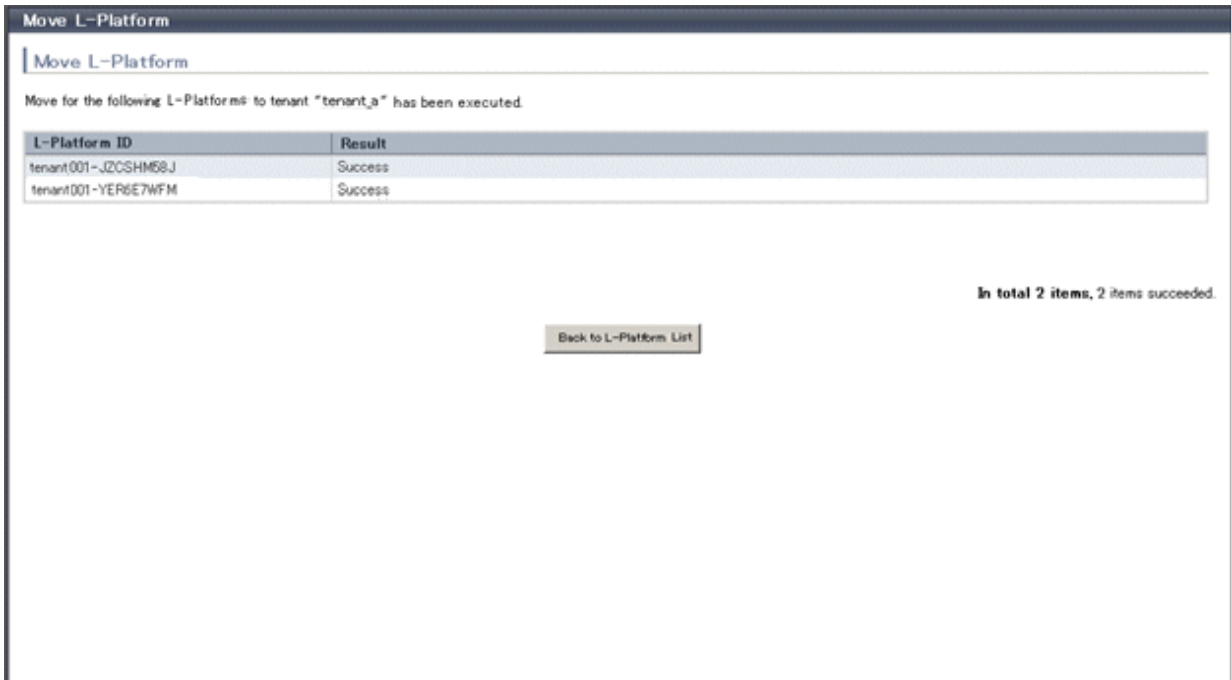 Move L-Platform
Move L-Platform
Move for the following L-Platforms to tenant "tenant_a" has been executed.
L-Platform ID Result
tenant001-JZCSHM58J Success
tenant001-YER6E7WFM Success
In total 2 items, 2 items succeeded.
Back to L-Platform List